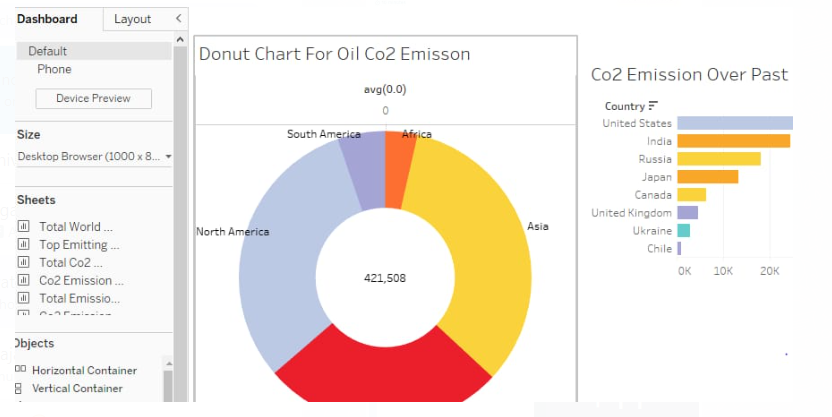 Dashboard
Layout
<
Default
Phone
Device Preview
Size
Desktop Browser (1000 x 8...
Sheets
Total World ...
Top Emitting ...
Total Co2 ...
Co2 Emission ...
Total Emissio...
Objects
Horizontal Container
Vertical Container
Donut Chart For Oil Co2 Emisson
avg(0.0)
0
South America
Africa
North America
Asia
421,508
Co2 Emission Over Past
Country
United States
India
Russia
Japan
Canada
United Kingdom
Ukraine
Chile
0K 10K 20K